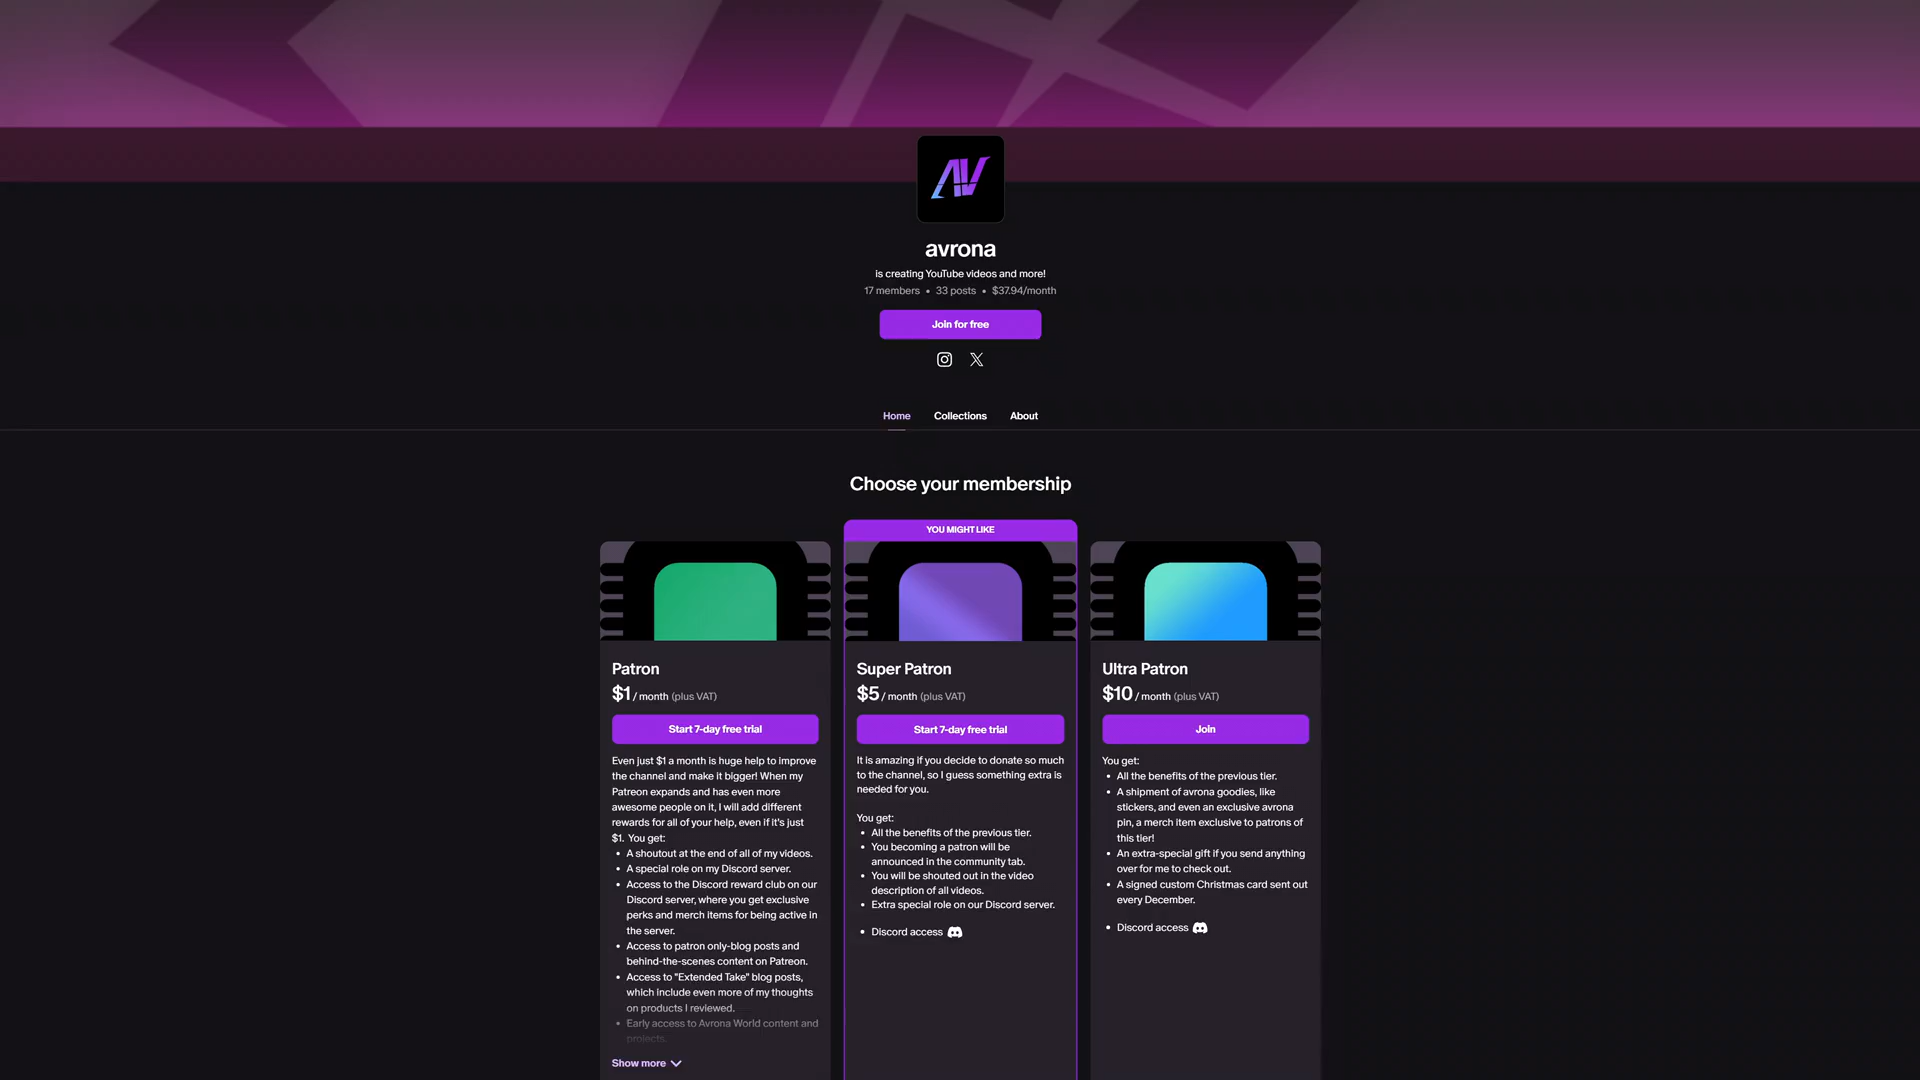 AV
avrona
is creating YouTube videos and more!
17 members • 33 posts • $37.94/month
Join for free
Home Collections About
Choose your membership
YOU MIGHT LIKE
Patron
$1 / month (plus VAT)
Start 7-day free trial
Even just $1 a month is huge help to improve
the channel and make it bigger! When my
Patreon expands and has even more
awesome people on it, I will add different
rewards for all of your help, even if it's just
$1. You get:
• A shoutout at the end of all of my videos.
• A special role on my Discord server.
• Access to the Discord reward club on our
Discord server, where you get exclusive
perks and merch items for being active in
the server.
• Access to patron only-blog posts and
behind-the-scenes content on Patreon.
• Access to "Extended Take" blog posts,
which include even more of my thoughts
on products I reviewed.
• Early access to Avrona World content and
projects.
Show more
Super Patron
$5 / month (plus VAT)
Start 7-day free trial
It is amazing if you decide to donate so much
to the channel, so I guess something extra is
needed for you.
You get:
• All the benefits of the previous tier.
• You becoming a patron will be
announced in the community tab.
• You will be shouted out in the video
description of all videos.
• Extra special role on our Discord server.
• Discord access
Ultra Patron
$10 / month (plus VAT)
Join
You get:
• All the benefits of the previous tier.
• A shipment of avrona goodies, like
stickers, and even an exclusive avrona
pin, a merch item exclusive to patrons of
this tier!
• An extra-special gift if you send anything
over for me to check out.
• A signed custom Christmas card sent out
every December.
• Discord access